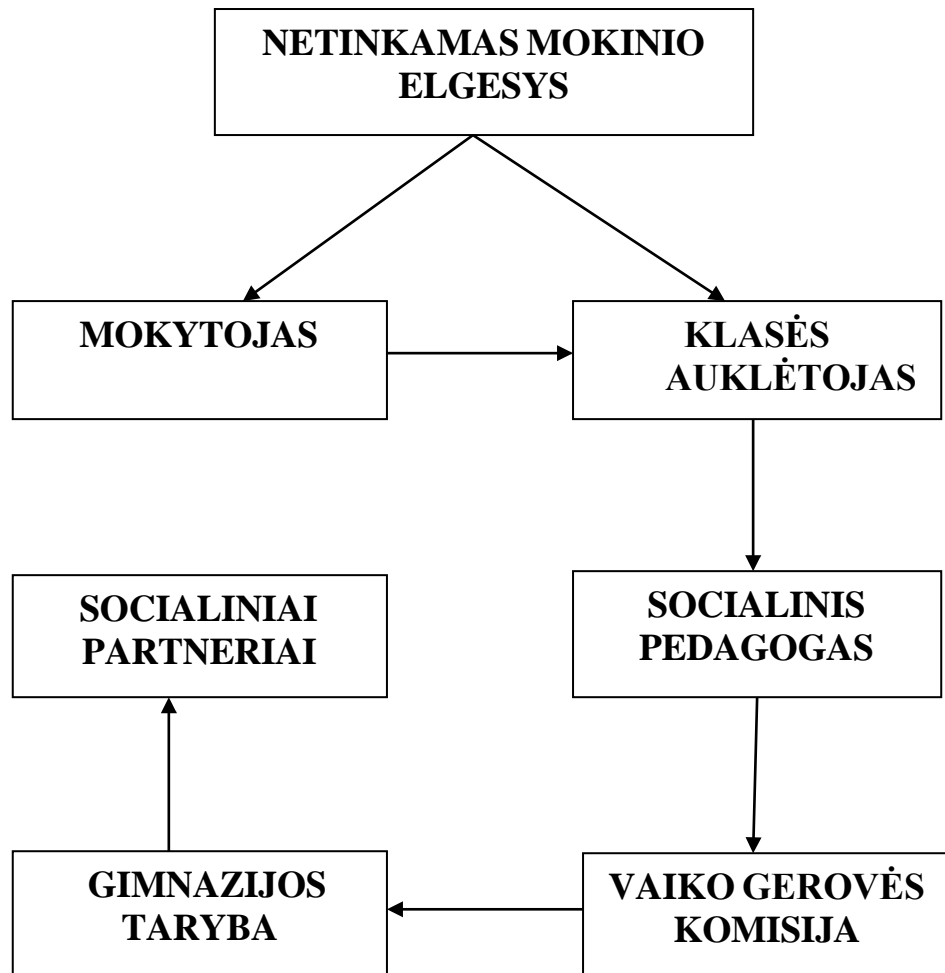 NETINKAMAS MOKINIO
ELGESYS
MOKYTOJAS
KLASĖS
AUKLĖTOJAS
SOCIALINIAI
PARTNERIAI
SOCIALINIS
PEDAGOGAS
GIMNAZIJOS
TARYBA
VAIKO GEROVĖS
KOMISIJA